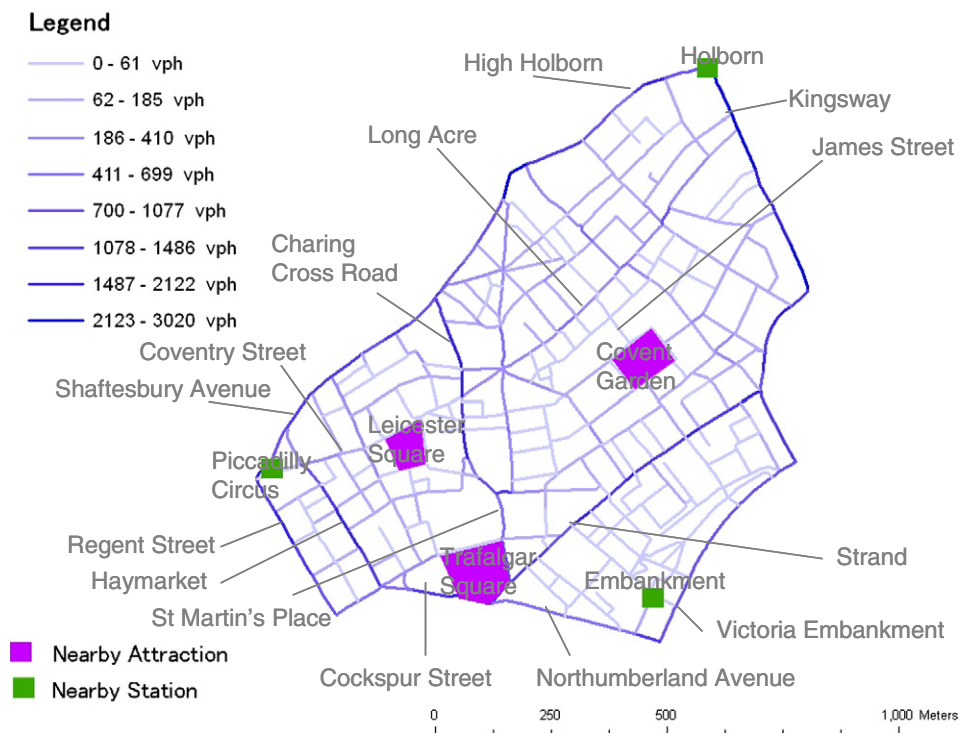 Legend
0 - 61 vph
62 - 185 vph
186 - 410 vph
411 - 699 vph
700 - 1077 vph
1078 - 1486 vph
1487 - 2122 vph
2123 - 3020 vph
High Holborn
Holborn
Kingsway
Long Acre
James Street
Charing
Cross Road
Coventry Street
Shaftesbury Avenue
Covent
Garden
Leicester
Square
Piccadilly
Circus
Regent Street
Haymarket
St Martin's Place
Trafalgar
Square
Strand
Embankment
Victoria Embankment
Cockspur Street
Northumberland Avenue
Nearby Attraction
Nearby Station
0 250 500 1,000 Meters